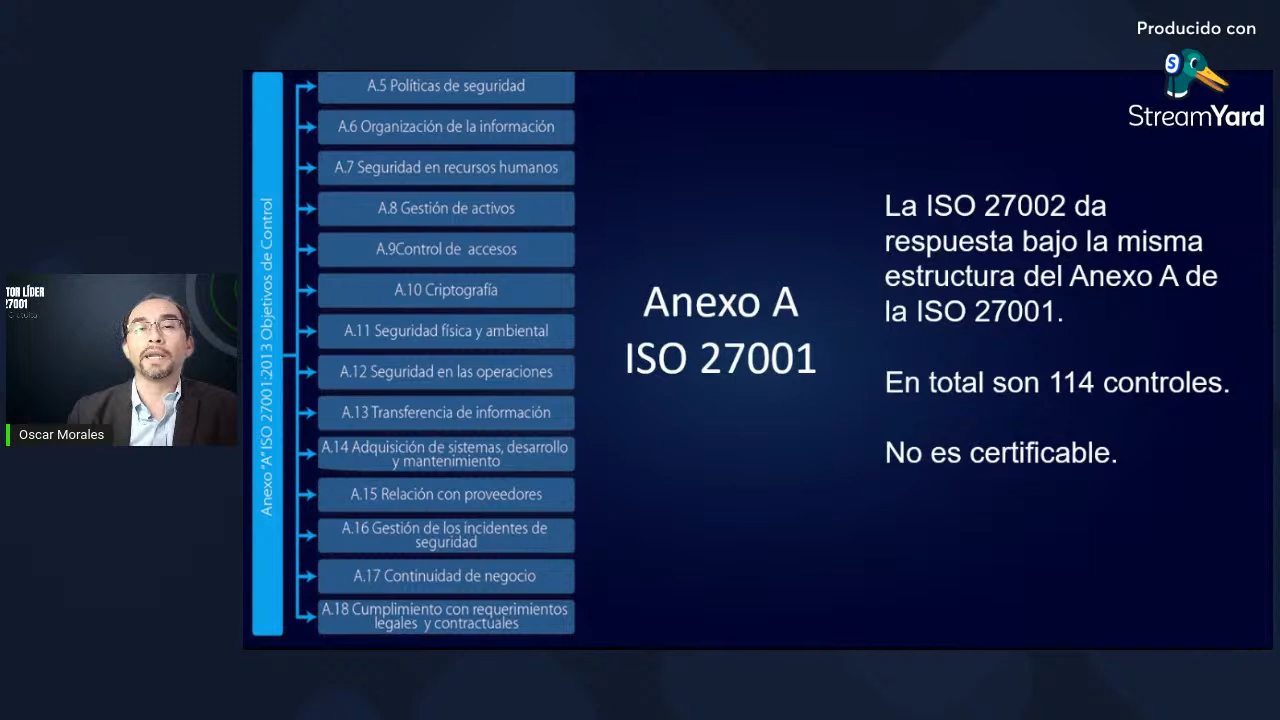 Producido con
StreamYard
A.5 Políticas de seguridad
A.6 Organización de la información
A.7 Seguridad en recursos humanos
A.8 Gestión de activos
A.9Control de accesos
A.10 Criptografía
A.11 Seguridad física y ambiental
A.12 Seguridad en las operaciones
A.13 Transferencia de información
A.14 Adquisición de sistemas, desarrollo
y mantenimiento
A.15 Relación con proveedores
A.16 Gestión de los incidentes de
seguridad
A.17 Continuidad de negocio
A.18 Cumplimiento con requerimientos
legales y contractuales
Anexo "A" ISO 27001:2013 Objetivos de Control
Anexo A
ISO 27001
La ISO 27002 da
respuesta bajo la misma
estructura del Anexo A de
la ISO 27001.
En total son 114 controles.
No es certificable.
TOR LÍDER
27001
Gratuita
Oscar Morales